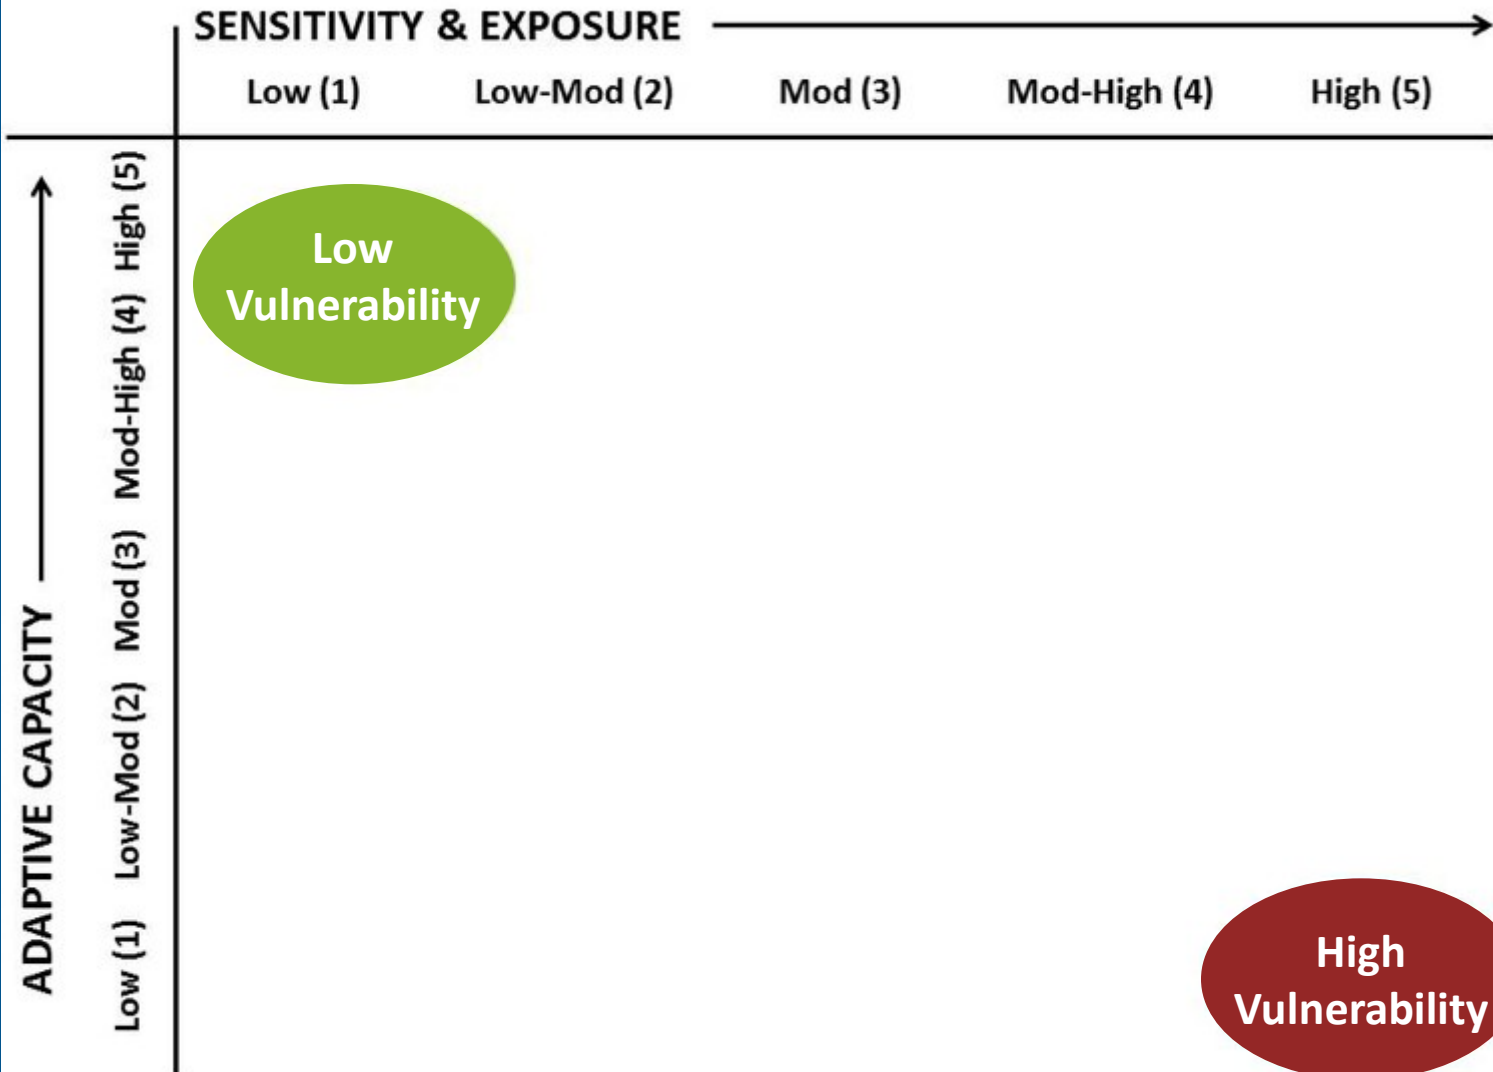 SENSITIVITY & EXPOSURE
Low (1) Low-Mod (2) Mod (3) Mod-High (4) High (5)
ADAPTIVE CAPACITY
High (5)
Mod-High (4)
Mod (3)
Low-Mod (2)
Low (1)
Low
Vulnerability
High
Vulnerability